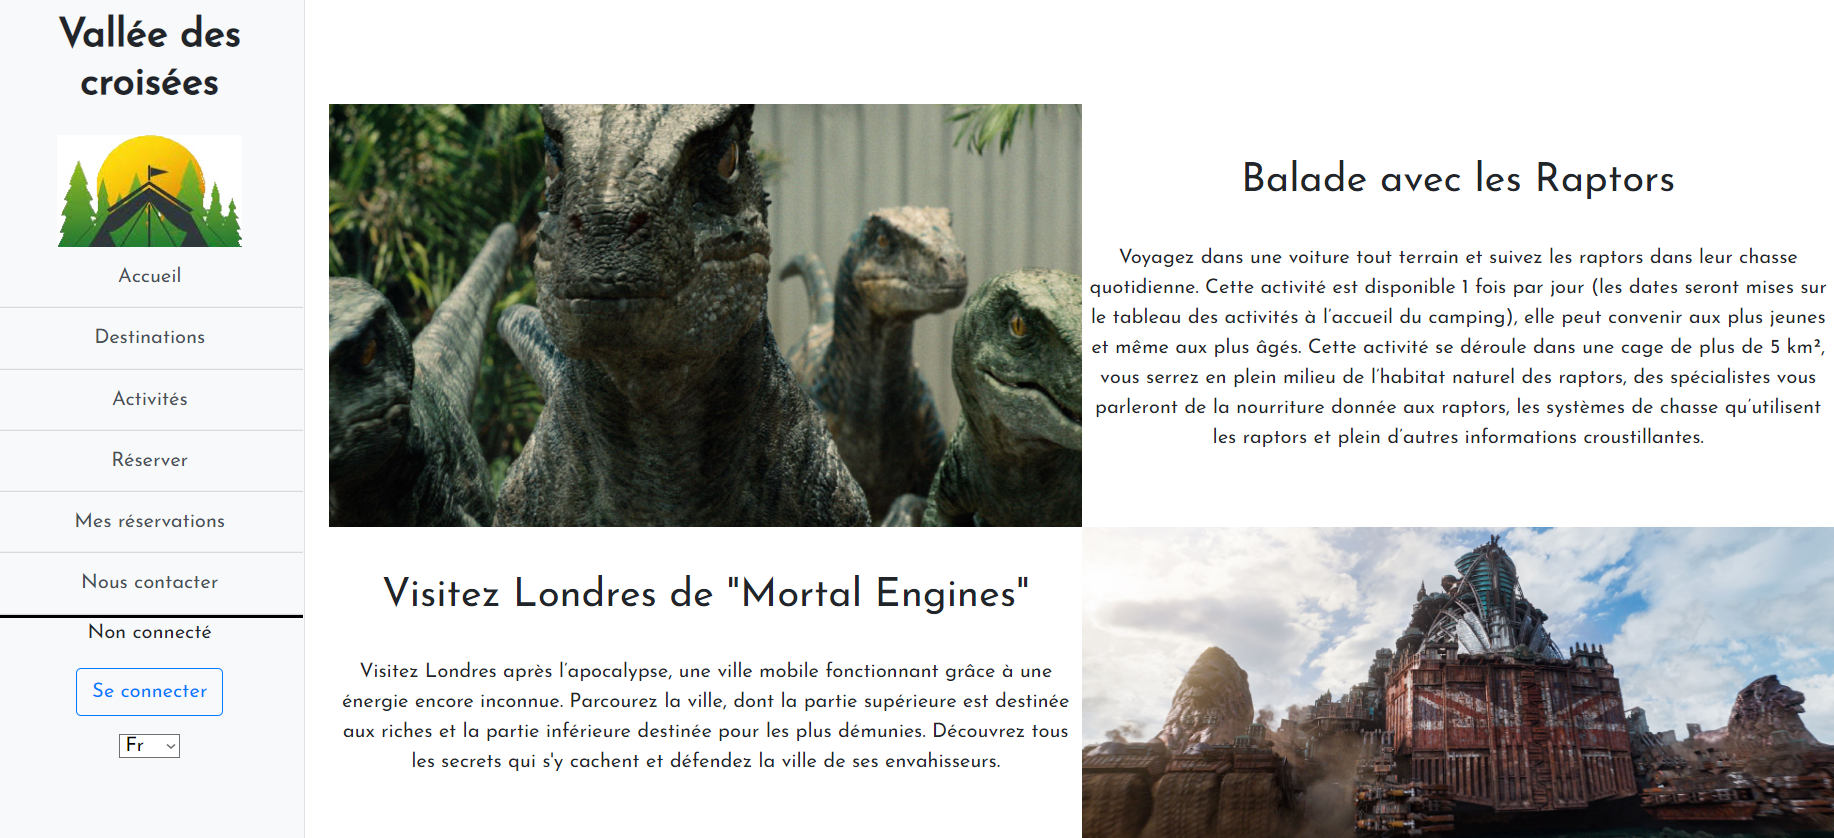 Vallée des
croisées
Accueil
Destinations
Activités
Réserver
Mes réservations
Nous contacter
Non connecté
Se connecter
Fr
Balade avec les Raptors
Voyagez dans une voiture tout terrain et suivez les raptors dans leur chasse
quotidienne. Cette activité est disponible 1 fois par jour (les dates seront mises sur
le tableau des activités à l’accueil du camping), elle peut convenir aux plus jeunes
et même aux plus âgés. Cette activité se déroule dans une cage de plus de 5 km²,
vous serrez en plein milieu de l’habitat naturel des raptors, des spécialistes vous
parleront de la nourriture donnée aux raptors, les systèmes de chasse qu’utilisent
les raptors et plein d’autres informations croustillantes.
Visitez Londres de "Mortal Engines"
Visitez Londres après l’apocalypse, une ville mobile fonctionnant grâce à une
énergie encore inconnue. Parcourez la ville, dont la partie supérieure est destinée
aux riches et la partie inférieure destinée pour les plus démunies. Découvrez tous
les secrets qui s'y cachent et défendez la ville de ses envahisseurs.